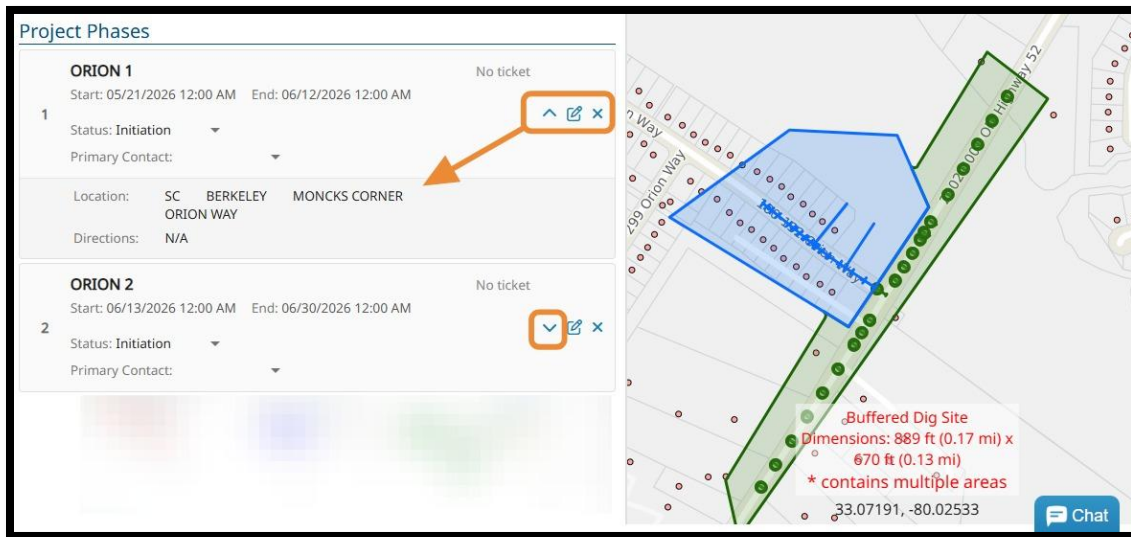 Project Phases
ORION 1
No ticket
Start: 05/21/2026 12:00 AM End: 06/12/2026 12:00 AM
1
Status: Initiation
Primary Contact:
Location: SC BERKELEY MONCKS CORNER
ORION WAY
Directions: N/A
ORION 2
No ticket
Start: 06/13/2026 12:00 AM End: 06/30/2026 12:00 AM
2
Status: Initiation
Primary Contact:
Way
299 Orion Way
Highway 52
Buffered Dig Site
Dimensions: 889 ft (0.17 mi) x
670 ft (0.13 mi)
* contains multiple areas
33.07191, -80.02533
Chat